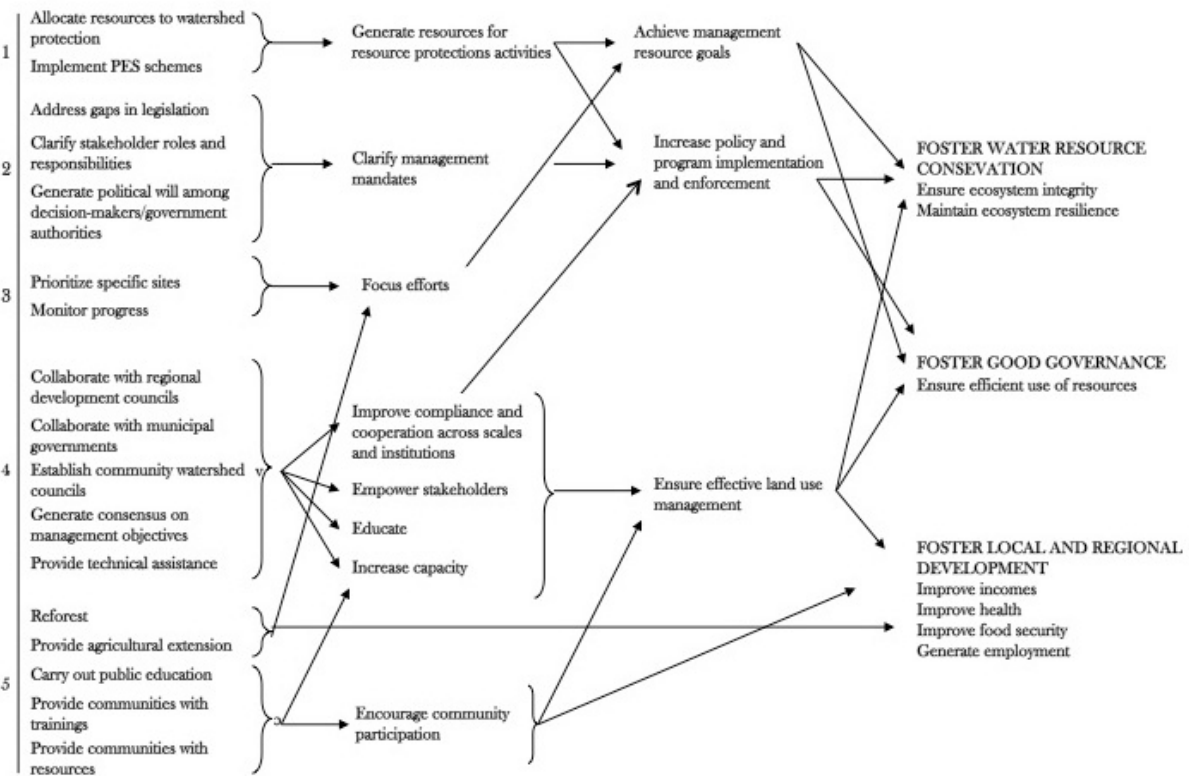 1
Allocate resources to watershed
protection
Implement PES schemes
2
Address gaps in legislation
Clarify stakeholder roles and
responsibilities
Generate political will among
decision-makers/government
authorities
3
Prioritize specific sites
Monitor progress
4
Collaborate with regional
development councils
Collaborate with municipal
governments
Establish community watershed
councils
Generate consensus on
management objectives
Provide technical assistance
5
Reforest
Provide agricultural extension
Carry out public education
Provide communities with
trainings
Provide communities with
resources
Generate resources for
resource protections activities
Clarify management
mandates
Focus efforts
Improve compliance and
cooperation across scales
and institutions
Empower stakeholders
Educate
Increase capacity
Encourage community
participation
Achieve management
resource goals
Increase policy and
program implementation
and enforcement
Ensure effective land use
management
FOSTER WATER RESOURCE
CONSEVATION
Ensure ecosystem integrity
Maintain ecosystem resilience
FOSTER GOOD GOVERNANCE
Ensure efficient use of resources
FOSTER LOCAL AND REGIONAL
DEVELOPMENT
Improve incomes
Improve health
Improve food security
Generate employment